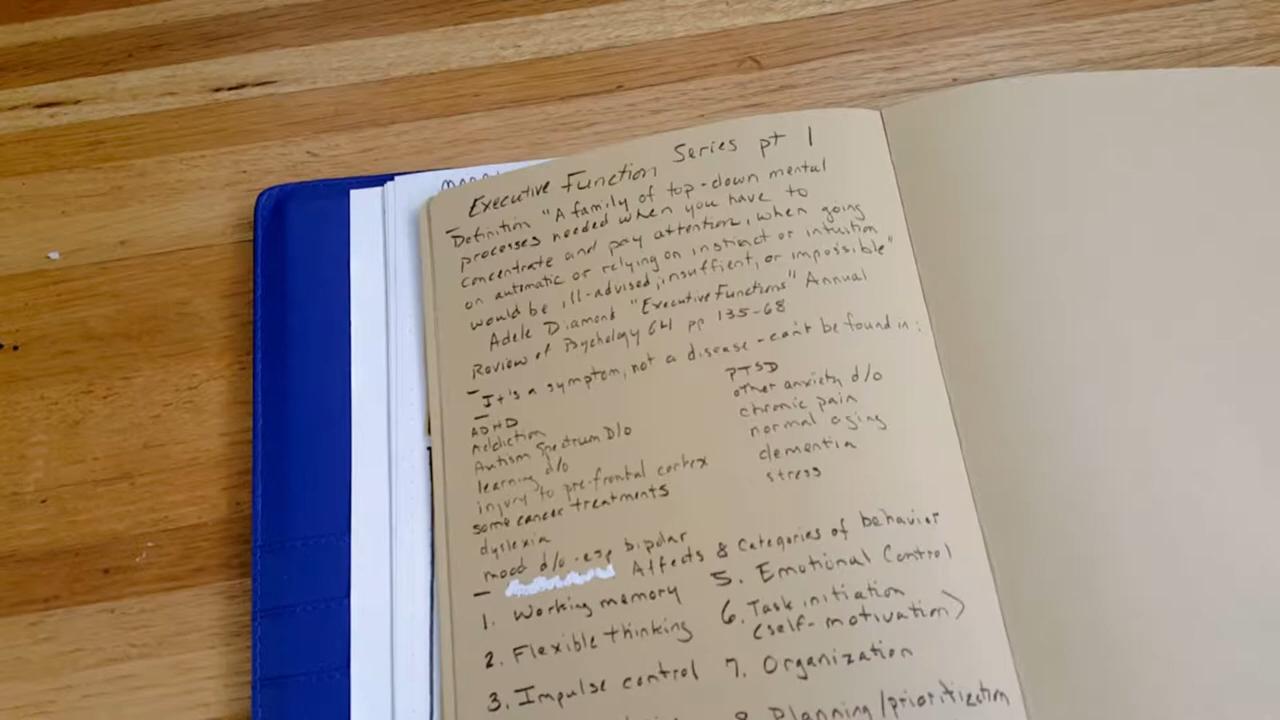 Executive Function Series pt 1
- Definition "A family of top-down mental
processes needed when you have to
concentrate and pay attention, when going
on automatic or relying on instinct or intuition
would be ill-advised, insufficient, or impossible"
Adele Diamond "Executive Functions" Annual
Review of Psychology 64 pp 135-68
- It's a symptom, not a disease - can't be found in:
-
ADHD
Addiction
Autism Spectrum D/o
learning d/o
injury to pre-frontal cortex
some cancer treatments
dyslexia
mood d/o - esp bipolar
PTSD
other anxiety d/o
chronic pain
normal aging
dementia
stress
- Affects 8 categories of behavior
1. Working memory
2. Flexible thinking
3. Impulse control
5. Emotional Control
6. Task initiation
(self-motivation)
7. Organization
8. Planning/prioritization